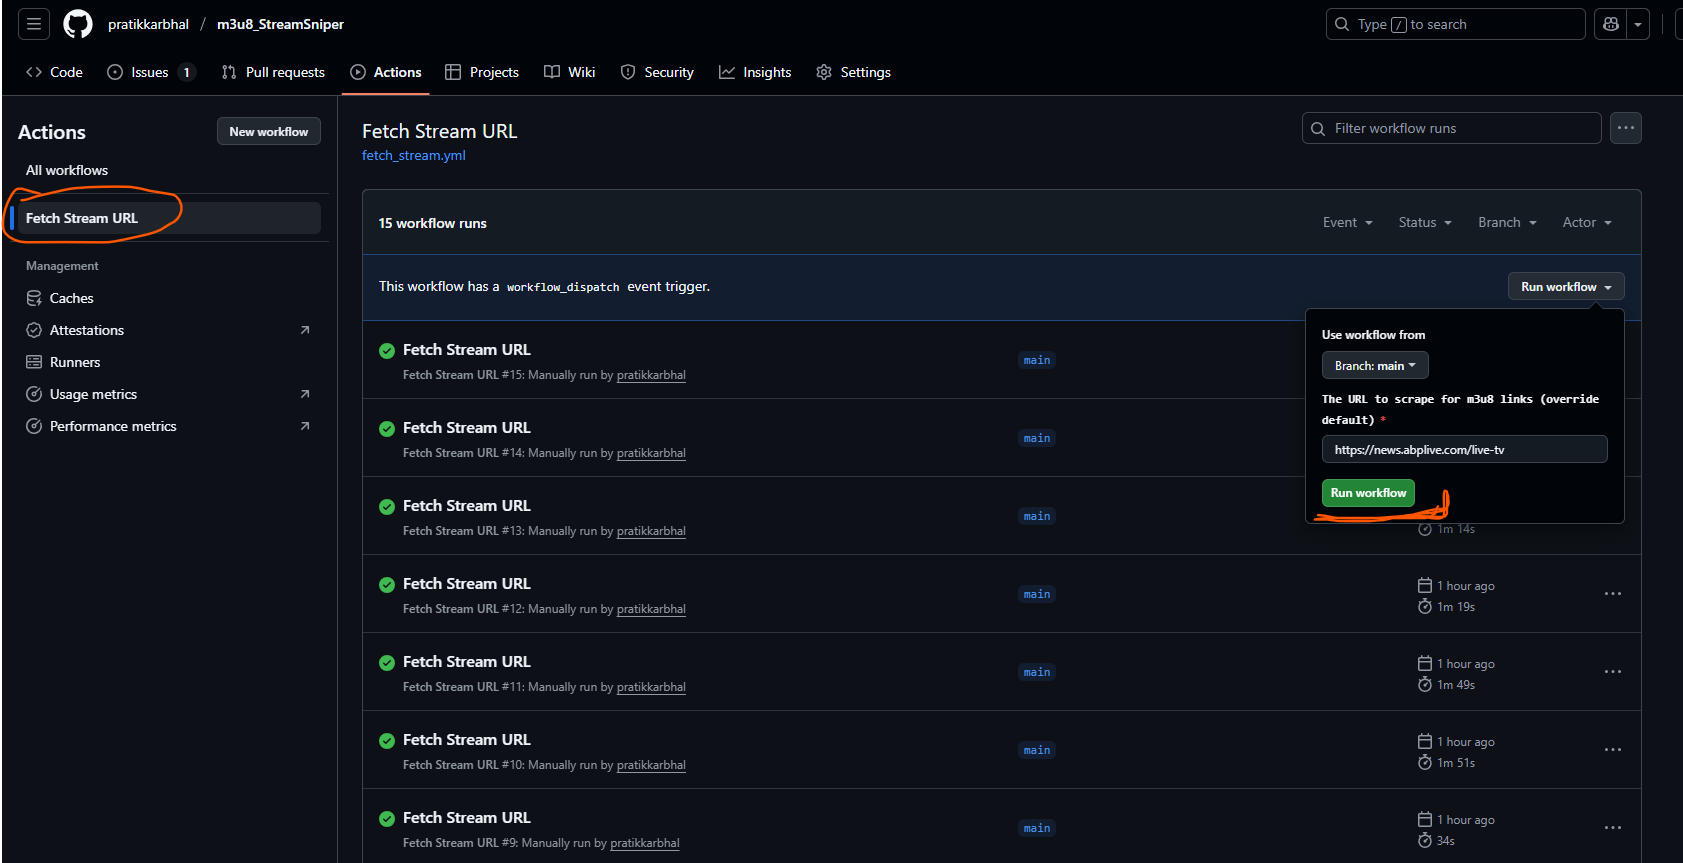 pratikkarbhal / m3u8_StreamSniper
Type / to search
Code
Issues 1
Pull requests
Actions
Projects
Wiki
Security
Insights
Settings
Actions
New workflow
All workflows
Fetch Stream URL
Management
Caches
Attestations
Runners
Usage metrics
Performance metrics
Fetch Stream URL
fetch_stream.yml
Filter workflow runs
15 workflow runs
Event
Status
Branch
Actor
This workflow has a workflow_dispatch event trigger.
Run workflow
Use workflow from
Branch: main
The URL to scrape for m3u8 links (override
default) *
https://news.abplive.com/live-tv
Run workflow
Fetch Stream URL
main
Fetch Stream URL #15: Manually run by pratikkarbhal
Fetch Stream URL
main
Fetch Stream URL #14: Manually run by pratikkarbhal
Fetch Stream URL
main
Fetch Stream URL #13: Manually run by pratikkarbhal
1m 14s
Fetch Stream URL
main
1 hour ago
Fetch Stream URL #12: Manually run by pratikkarbhal
1m 19s
Fetch Stream URL
main
1 hour ago
Fetch Stream URL #11: Manually run by pratikkarbhal
1m 49s
Fetch Stream URL
main
1 hour ago
Fetch Stream URL #10: Manually run by pratikkarbhal
1m 51s
Fetch Stream URL
main
1 hour ago
Fetch Stream URL #9: Manually run by pratikkarbhal
34s